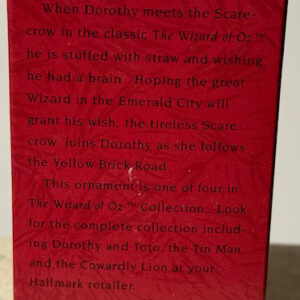 When Dorothy meets the Scare-
crow in the classic The Wizard of Oz™
he is stuffed with straw and wishing
he had a brain. Hoping the great
Wizard in the Emerald City will
grant his wish, the tireless Scare-
crow joins Dorothy as she follows
the Yellow Brick Road.
This ornament is one of four in
The Wizard of Oz™ Collection. Look
for the complete collection includ-
ing Dorothy and Toto, the Tin Man
and the Cowardly Lion at your
Hallmark retailer.